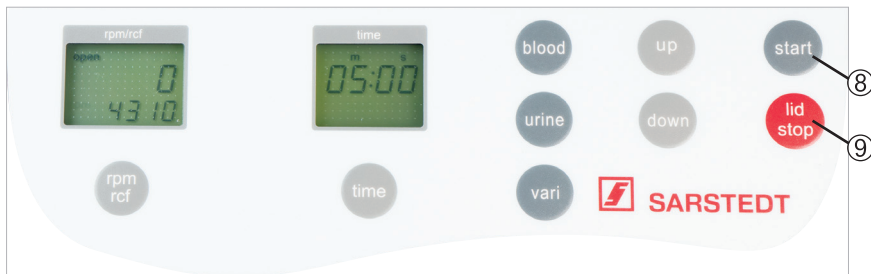 rpm/rcf
open
0
4310
rpm
rcf
time
m s
05:00
time
blood
urine
vari
up
down
start
lid
stop
8
9
SARSTEDT